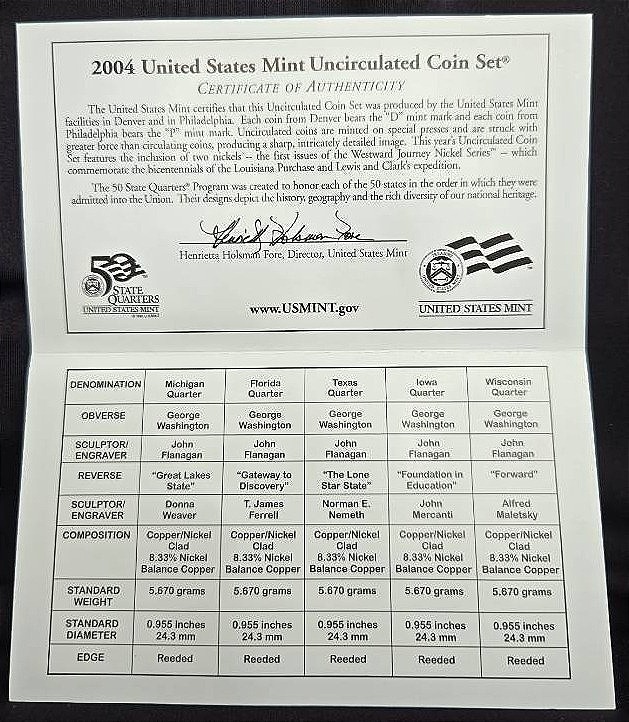 2004 United States Mint Uncirculated Coin Set®
CERTIFICATE OF AUTHENTICITY
The United States Mint certifies that this Uncirculated Coin Set was produced by the United States Mint
facilities in Denver and in Philadelphia. Each coin from Denver bears the "D" mint mark and each coin from
Philadelphia bears the "P" mint mark. Uncirculated coins are minted on special presses and are struck with
greater force than circulating coins, producing a sharp, intricately detailed image. This year's Uncirculated Coin
Set features the inclusion of two nickels – the first issues of the Westward Journey Nickel Series™ – which
commemorate the bicentennials of the Louisiana Purchase and Lewis and Clark's expedition.
The 50 State Quarters® Program was created to honor each of the 50 states in the order in which they were
admitted into the Union. Their designs depict the history, geography and the rich diversity of our national heritage.
Henrietta Holsman Fore
Henrietta Holsman Fore, Director, United States Mint
50
STATE
QUARTERS
UNITED STATES MINT
www.USMINT.gov
UNITED STATES MINT
DENOMINATION Michigan Quarter Florida Quarter Texas Quarter Iowa Quarter Wisconsin Quarter
OBVERSE George Washington George Washington George Washington George Washington George Washington
SCULPTOR/ENGRAVER John Flanagan John Flanagan John Flanagan John Flanagan John Flanagan
REVERSE "Great Lakes State" "Gateway to Discovery" "The Lone Star State" "Foundation in Education" "Forward"
SCULPTOR/ENGRAVER Donna Weaver T. James Ferrell Norman E. Nemeth John Mercanti Alfred Maletsky
COMPOSITION Copper/Nickel Clad 8.33% Nickel Balance Copper Copper/Nickel Clad 8.33% Nickel Balance Copper Copper/Nickel Clad 8.33% Nickel Balance Copper Copper/Nickel Clad 8.33% Nickel Balance Copper Copper/Nickel Clad 8.33% Nickel Balance Copper
STANDARD WEIGHT 5.670 grams 5.670 grams 5.670 grams 5.670 grams 5.670 grams
STANDARD DIAMETER 0.955 inches 24.3 mm 0.955 inches 24.3 mm 0.955 inches 24.3 mm 0.955 inches 24.3 mm 0.955 inches 24.3 mm
EDGE Reeded Reeded Reeded Reeded Reeded